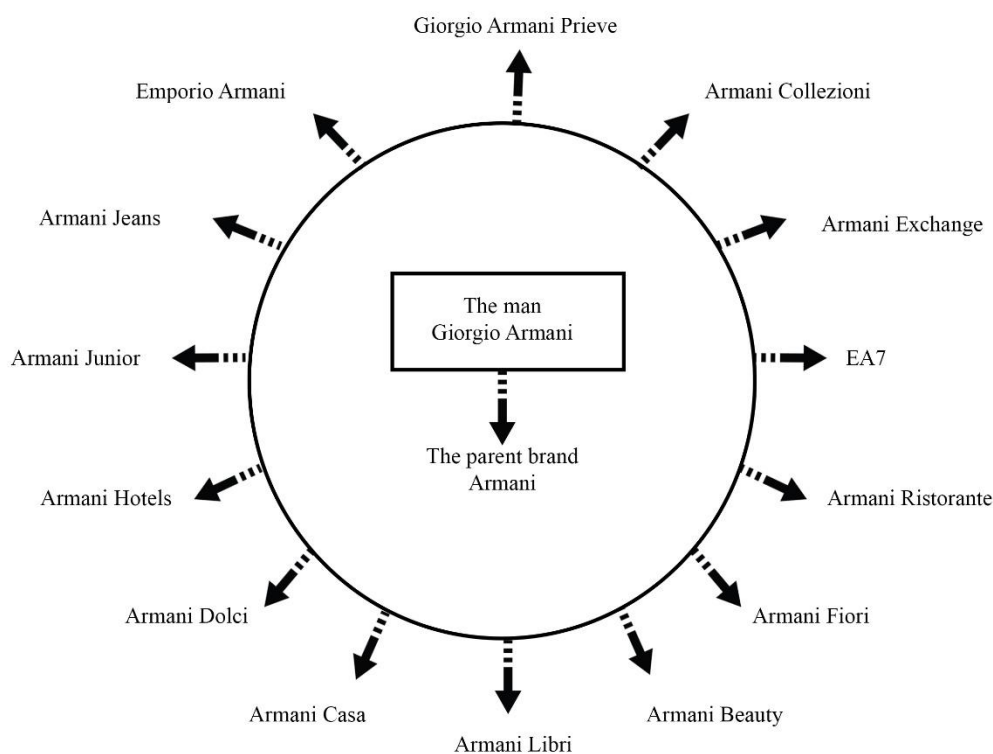 Giorgio Armani Prieve
Emporio Armani
Armani Collezioni
Armani Jeans
Armani Exchange
The man
Giorgio Armani
Armani Junior
EA7
The parent brand
Armani
Armani Hotels
Armani Ristorante
Armani Dolci
Armani Fiori
Armani Casa
Armani Beauty
Armani Libri